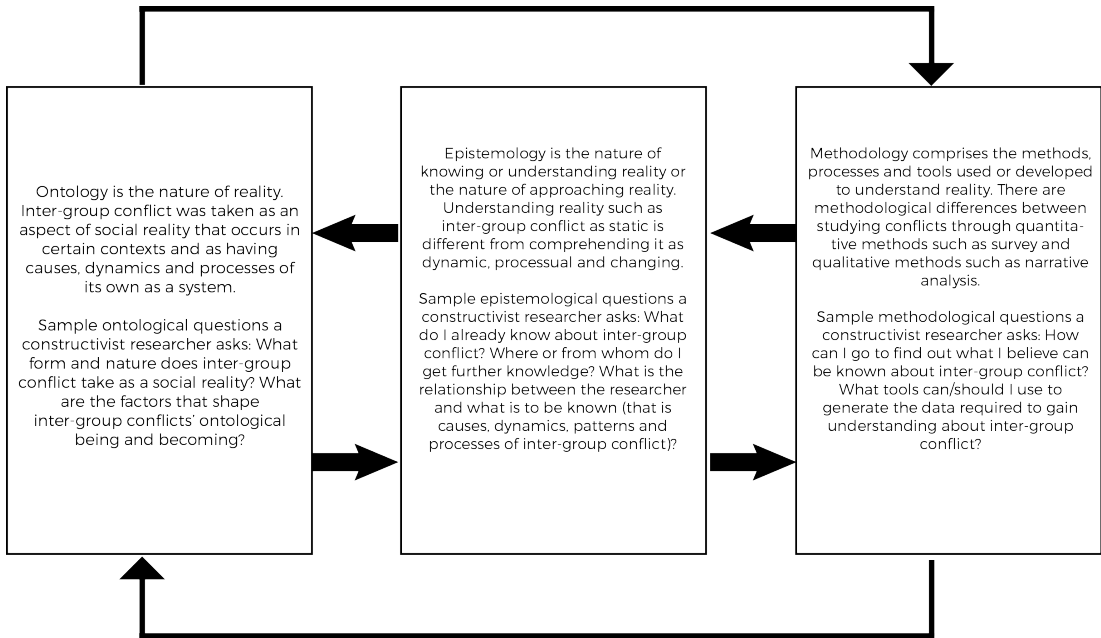 Ontology is the nature of reality.
Inter-group conflict was taken as an
aspect of social reality that occurs in
certain contexts and as having
causes, dynamics and processes of
its own as a system.
Sample ontological questions a
constructivist researcher asks: What
form and nature does inter-group
conflict take as a social reality? What
are the factors that shape
inter-group conflicts’ ontological
being and becoming?
Epistemology is the nature of
knowing or understanding reality or
the nature of approaching reality.
Understanding reality such as
inter-group conflict as static is
different from comprehending it as
dynamic, processual and changing.
Sample epistemological questions a
constructivist researcher asks: What
do I already know about inter-group
conflict? Where or from whom do I
get further knowledge? What is the
relationship between the researcher
and what is to be known (that is
causes, dynamics, patterns and
processes of inter-group conflict)?
Methodology comprises the methods,
processes and tools used or developed
to understand reality. There are
methodological differences between
studying conflicts through quantita-
tive methods such as survey and
qualitative methods such as narrative
analysis.
Sample methodological questions a
constructivist researcher asks: How
can I go to find out what I believe can
be known about inter-group conflict?
What tools can/should I use to
generate the data required to gain
understanding about inter-group
conflict?